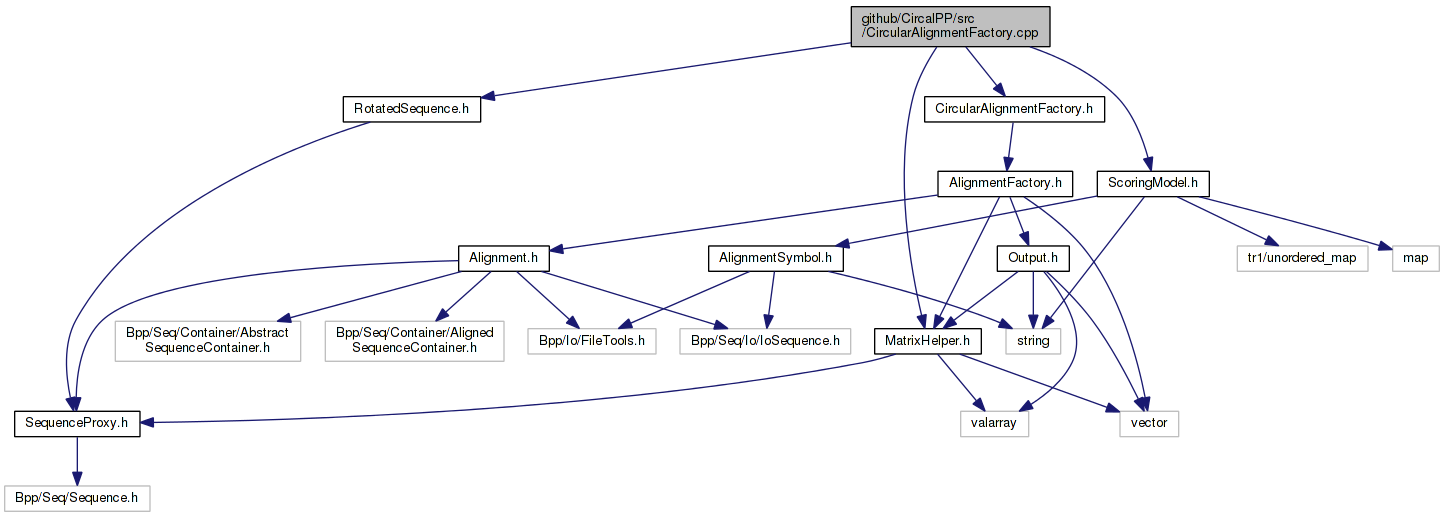 github/CircalPP/src
/CircularAlignmentFactory.cpp
RotatedSequence.h
CircularAlignmentFactory.h
AlignmentFactory.h
ScoringModel.h
Alignment.h
AlignmentSymbol.h
Output.h
tr1/unordered_map
map
Bpp/Seq/Container/Abstract
SequenceContainer.h
Bpp/Seq/Container/Aligned
SequenceContainer.h
Bpp/Io/FileTools.h
Bpp/Seq/Io/IoSequence.h
MatrixHelper.h
string
SequenceProxy.h
valarray
vector
Bpp/Seq/Sequence.h